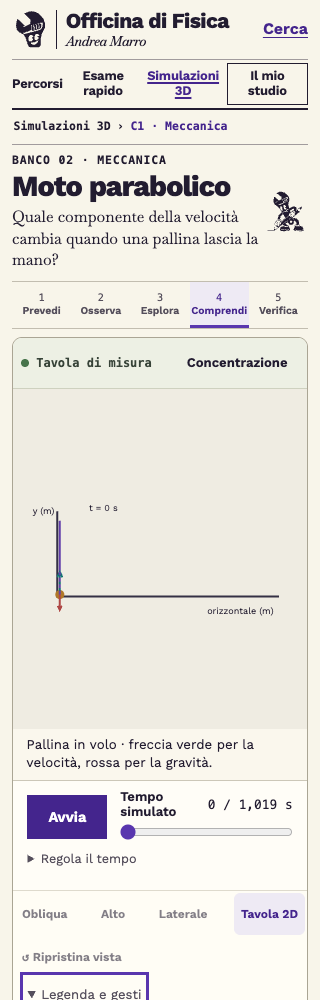 Officina di Fisica
Andrea Marro
Cerca
Percorsi
Esame
rapido
Simulazioni
3D
Il mio
studio
Simulazioni 3D › C1 · Meccanica
BANCO 02 · MECCANICA
Moto parabolico
Quale componente della velocità
cambia quando una pallina lascia la
mano?
1
Prevedi
2
Osserva
3
Esplora
4
Comprendi
5
Verifica
Tavola di misura
Concentrazione
y (m)
t = 0 s
orizzontale (m)
Pallina in volo · freccia verde per la
velocità, rossa per la gravità.
Avvia
Tempo
simulato
0 / 1,019 s
▶ Regola il tempo
Obliqua
Alto
Laterale
Tavola 2D
↺ Ripristina vista
▼ Legenda e gesti